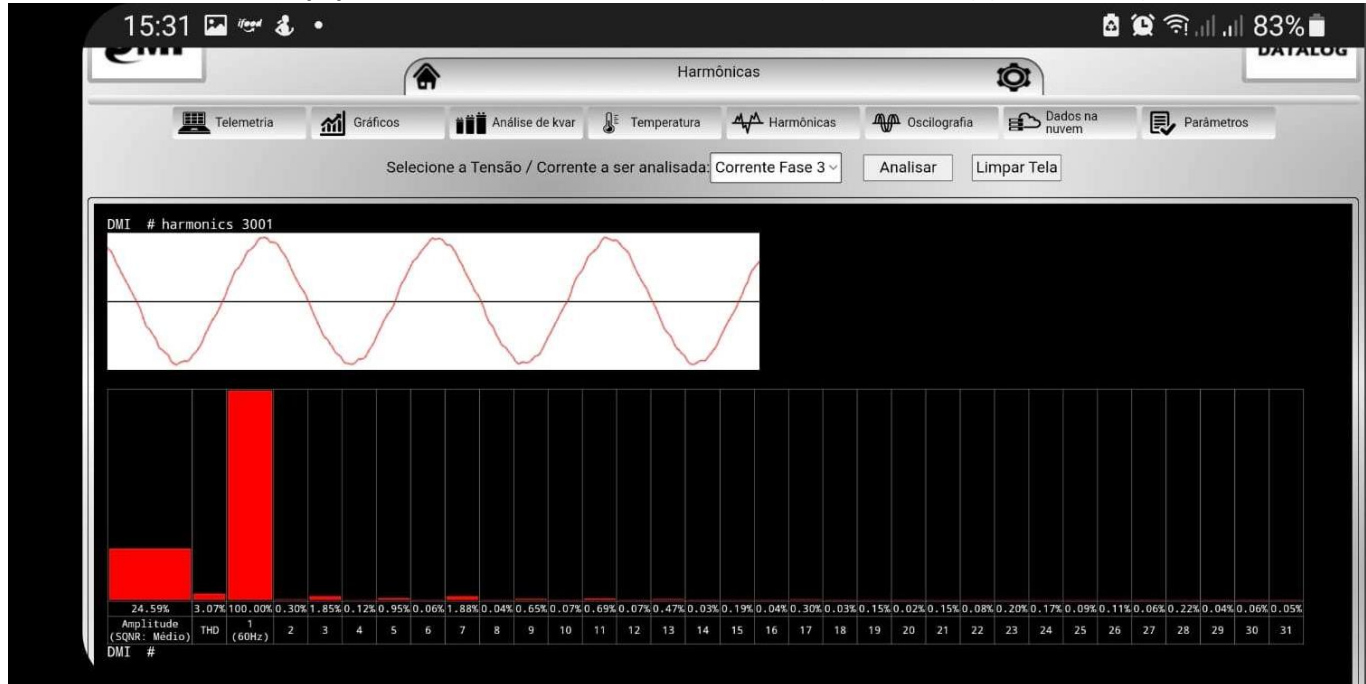 15:31 ifood 83%
DMI
DATALOG
Harmônicas
Telemetria Gráficos Análise de kvar Temperatura Harmônicas Oscilografia Dados na nuvem Parâmetros
Selecione a Tensão / Corrente a ser analisada: Corrente Fase 3 Analisar Limpar Tela
DMI # harmonics 3001
24.59% 3.07% 100.00% 0.30% 1.85% 0.12% 0.95% 0.06% 1.88% 0.04% 0.65% 0.07% 0.69% 0.07% 0.47% 0.03% 0.19% 0.04% 0.30% 0.03% 0.15% 0.02% 0.15% 0.08% 0.20% 0.17% 0.09% 0.11% 0.06% 0.22% 0.04% 0.06% 0.05%
Amplitude (SQNR: Médio) THD 1 (60Hz) 2 3 4 5 6 7 8 9 10 11 12 13 14 15 16 17 18 19 20 21 22 23 24 25 26 27 28 29 30 31
DMI #